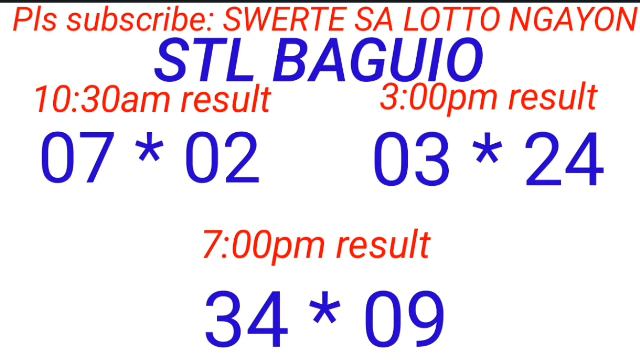 Pls subscribe: SWERTE SA LOTTO NGAYON
STL BAGUIO
10:30am result
07 * 02
3:00pm result
03 * 24
7:00pm result
34 * 09